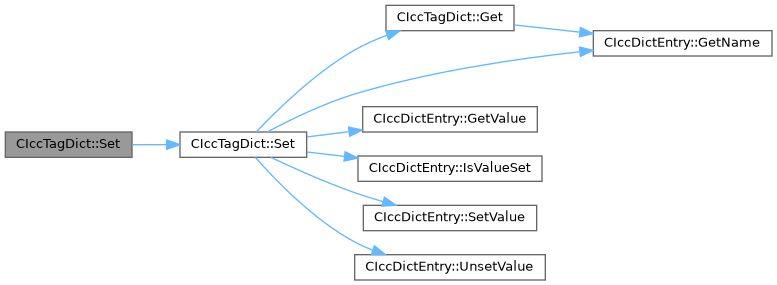 CIccTagDict::Set
CIccTagDict::Set
CIccTagDict::Get
CIccDictEntry::GetName
CIccDictEntry::GetValue
CIccDictEntry::IsValueSet
CIccDictEntry::SetValue
CIccDictEntry::UnsetValue